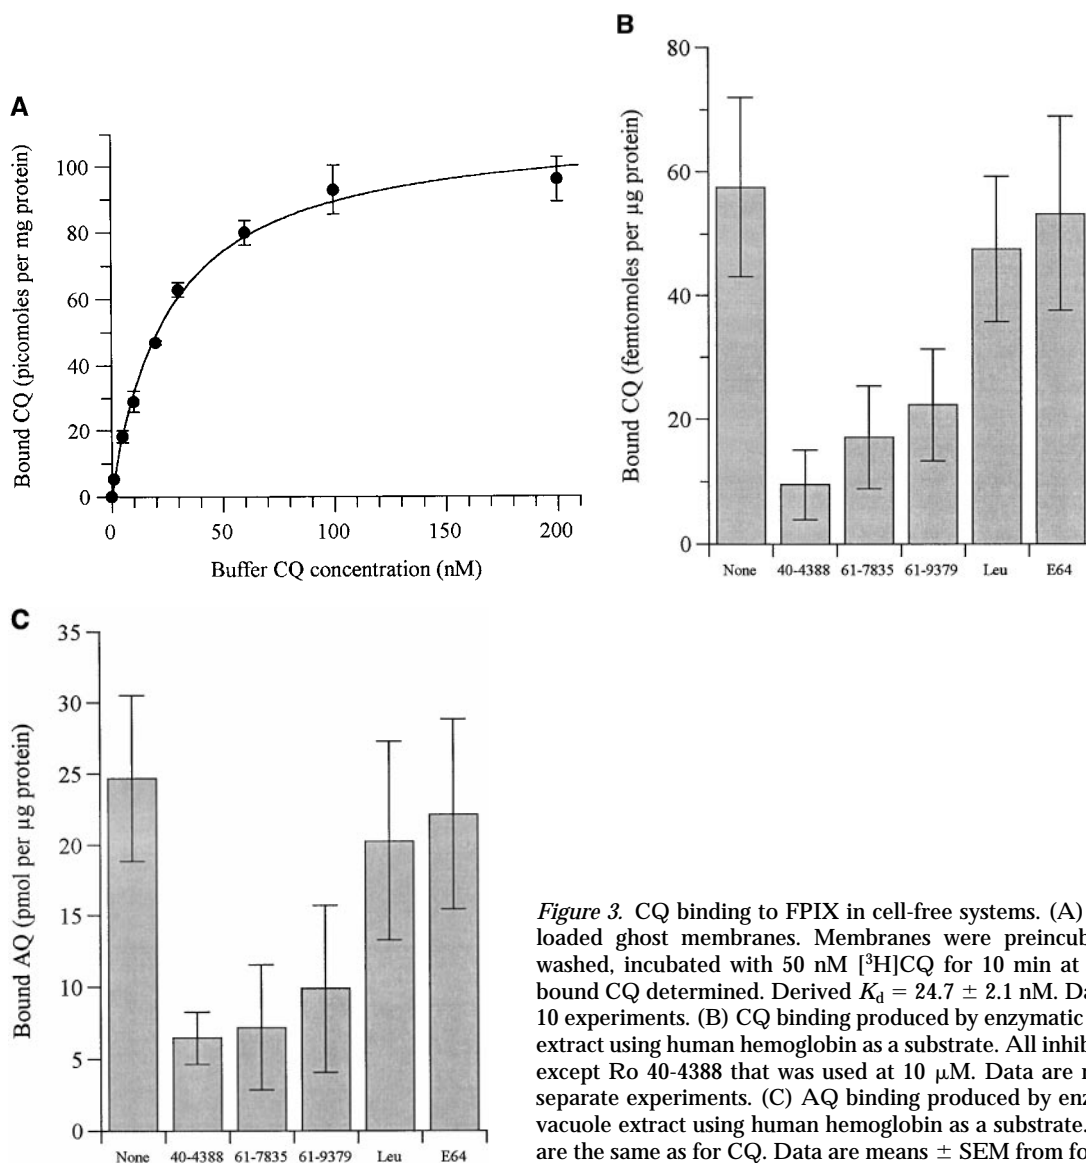 A
Bound CQ (picomoles per mg protein)
100
80
60
40
20
0
0 50 100 150 200
Buffer CQ concentration (nM)
B
Bound CQ (femtomoles per µg protein)
80
60
40
20
0
None 40-4388 61-7835 61-9379 Leu E64
C
Bound AQ (pmol per µg protein)
35
30
25
20
15
10
5
0
None 40-4388 61-7835 61-9379 Leu E64
Figure 3. CQ binding to FPIX in cell-free systems. (A)
loaded ghost membranes. Membranes were preincub
washed, incubated with 50 nM [³H]CQ for 10 min at
bound CQ determined. Derived Kd = 24.7 ± 2.1 nM. Da
10 experiments. (B) CQ binding produced by enzymatic
extract using human hemoglobin as a substrate. All inhib
except Ro 40-4388 that was used at 10 µM. Data are
separate experiments. (C) AQ binding produced by enz
vacuole extract using human hemoglobin as a substrate.
are the same as for CQ. Data are means ± SEM from fo